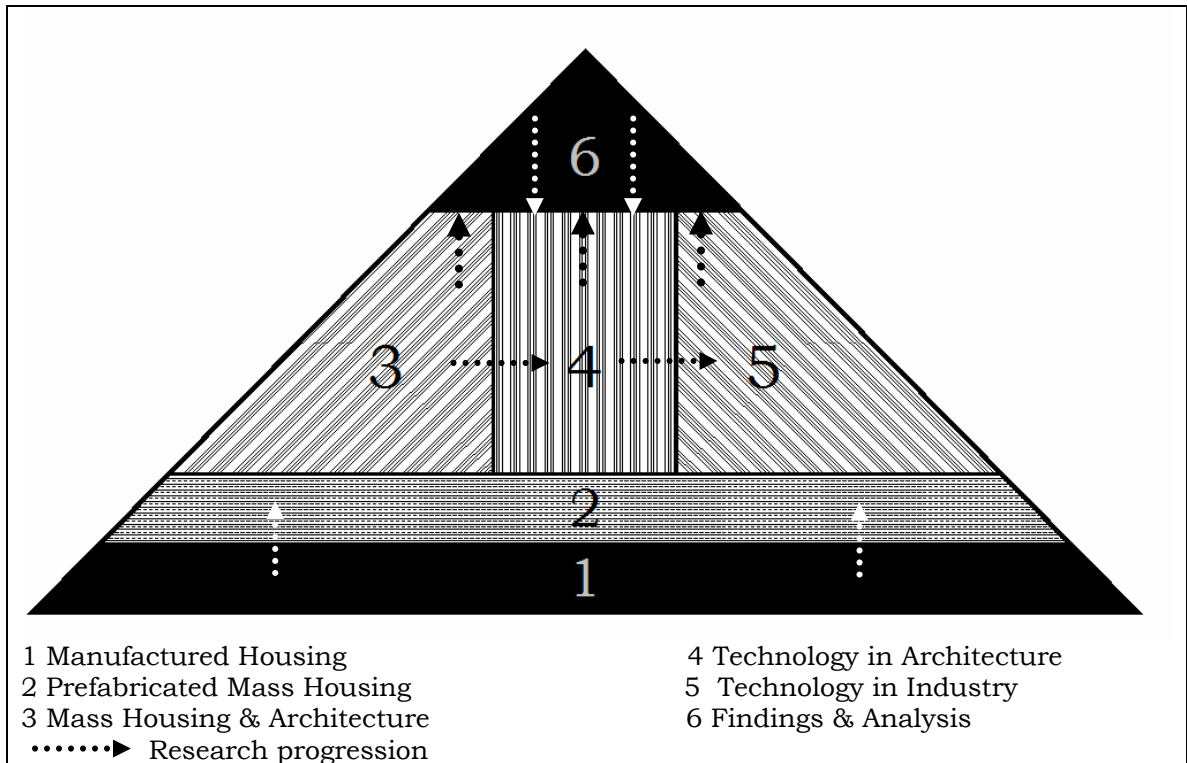 6
3
4
5
2
1
1 Manufactured Housing
2 Prefabricated Mass Housing
3 Mass Housing & Architecture
Research progression
4 Technology in Architecture
5 Technology in Industry
6 Findings & Analysis